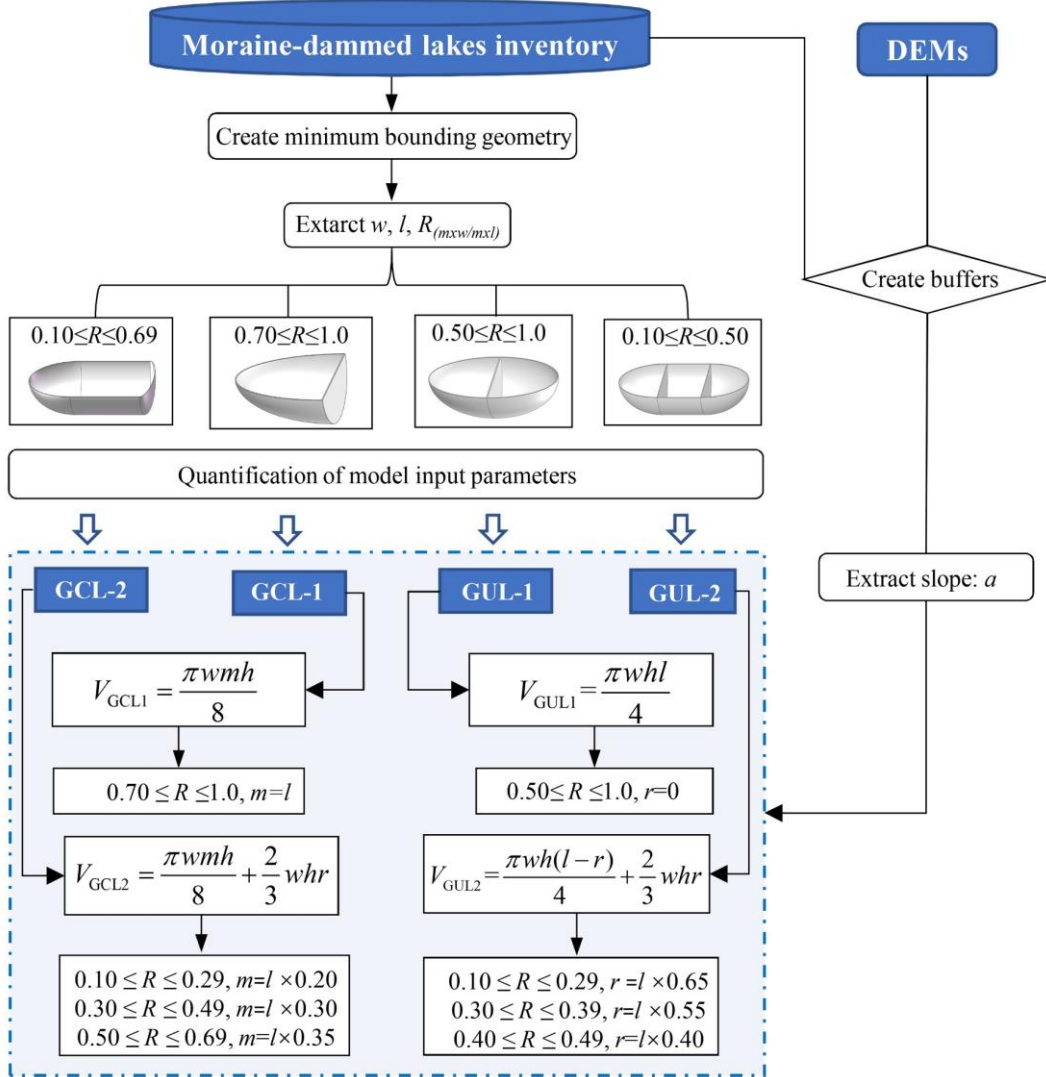 Moraine-dammed lakes inventory
DEMs
Create minimum bounding geometry
Extarct w, l, R(mxw/mxl)
Create buffers
0.10≤R≤0.69
0.70≤R≤1.0
0.50≤R≤1.0
0.10≤R≤0.50
Quantification of model input parameters
Extract slope: a
GCL-2
GCL-1
GUL-1
GUL-2
V_GCL1 = πwmh/8
V_GUL1 = πwhl/4
0.70 ≤ R ≤1.0, m=l
0.50≤ R ≤1.0, r=0
V_GCL2 = πwmh/8 + 2/3 whr
V_GUL2 = πwh(l−r)/4 + 2/3 whr
0.10 ≤ R ≤ 0.29, m=l ×0.20
0.30 ≤ R ≤ 0.49, m=l ×0.30
0.50 ≤ R ≤ 0.69, m=l×0.35
0.10 ≤ R ≤ 0.29, r =l ×0.65
0.30 ≤ R ≤ 0.39, r=l ×0.55
0.40 ≤ R ≤ 0.49, r=l×0.40